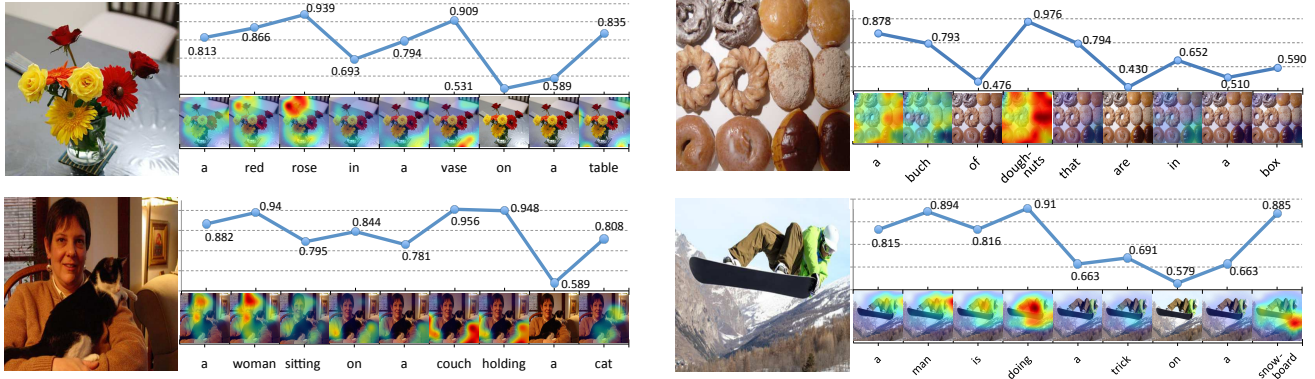 0.813 0.866 0.939 0.693 0.794 0.909 0.531 0.589 0.835
a red rose in a vase on a table
0.878 0.793 0.476 0.976 0.794 0.430 0.652 0.510 0.590
a buch of dough-
nuts that are in a box
0.882 0.94 0.795 0.844 0.781 0.956 0.948 0.589 0.808
a woman sitting on a couch holding a cat
0.815 0.894 0.816 0.91 0.663 0.691 0.579 0.663 0.885
a man is doing a trick on a snow-
board